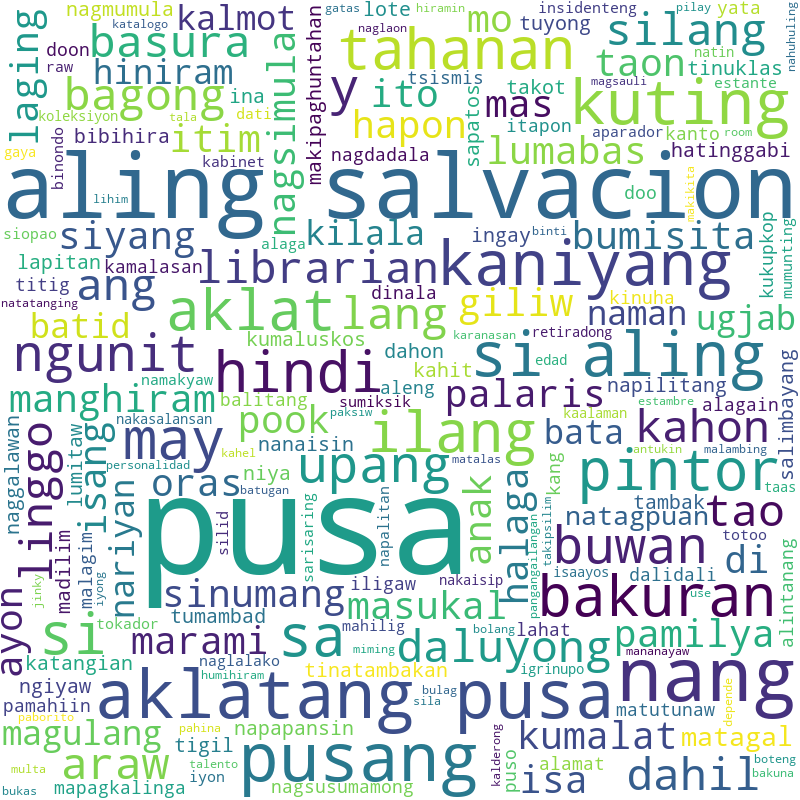 nagmumula kalmot mo lote gatas hiramin insidenteng pilay yata
katalogo basura naglaon silang nahuhuling
doon hiniram tahanan tuyong taon natin
laging raw bagong ina y ito tsismis takot tinuklas estante
koleksiyon tala dati mas kuting magsauli
bibihira itim nagsimula makipaghuntahan hapon sapatos itapon aparador kanto room
gaya binondo kabinet nagdadala lumabas hatinggabi
aling salvacion
lihim doo makikita
siopao siyang alaga kilala ingay binti bumisita kukupkop mumunting
lapitan kamalasan librarian kaniyang
titig ang dinala giliw kinuha
natatanging batid aklat lang retiradong naman ugjab
ngunit kumaluskos dahon karanasan si aling
namakyaw hindi kahit edad napilitang salimbayang
manghiram balitang aleng palaris estambre alagain
nakasalansan sumiksik kaalaman
naggalawan linggo lumitaw isang may pook paksiw nanaisin ilang bata kahon
personalidad niya upang matalas kang antukin malambing
oras kahel batugan anak pintor taas
madilim malagim nariyan pusa halaga tambak tao
iyong silid sarisaring napalitan pangangailangan takipsilim natagpuan totoo
jinky sinumang iligaw nakaisip buwan isaayos dalidali di
ayon si tokador tumambad sa masukal bakuran use
marami mahilig daluyong bolang lahat pamilya alintanang
katangian naglalako tinatambakan miming igrinupo mananayaw
ngiyaw humihiram aklatang bulag pusa nang
pamahiin paborito sila matutunaw depende
magulang pahina napapansin kumalat matagal
tigil pusang kalderong
multa araw talento iyon puso alamat dahil boteng
bukas mapagkalinga nagsusumamong isa dahil bakuna